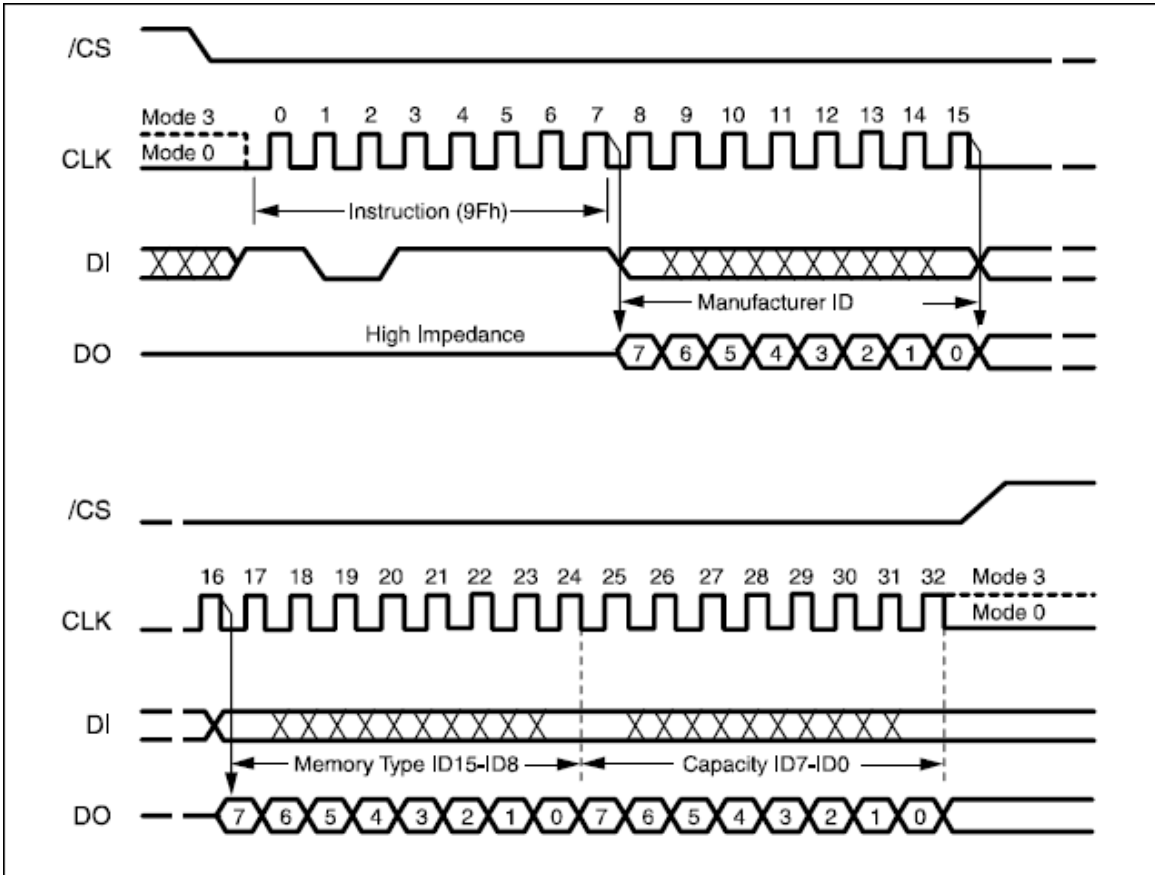 /CS
Mode 3 0 1 2 3 4 5 6 7 8 9 10 11 12 13 14 15
CLK Mode 0
Instruction (9Fh)
DI
Manufacturer ID
High Impedance
DO 7 6 5 4 3 2 1 0
/CS
16 17 18 19 20 21 22 23 24 25 26 27 28 29 30 31 32 Mode 3
CLK Mode 0
DI
Memory Type ID15-ID8 Capacity ID7-ID0
DO 7 6 5 4 3 2 1 0 7 6 5 4 3 2 1 0